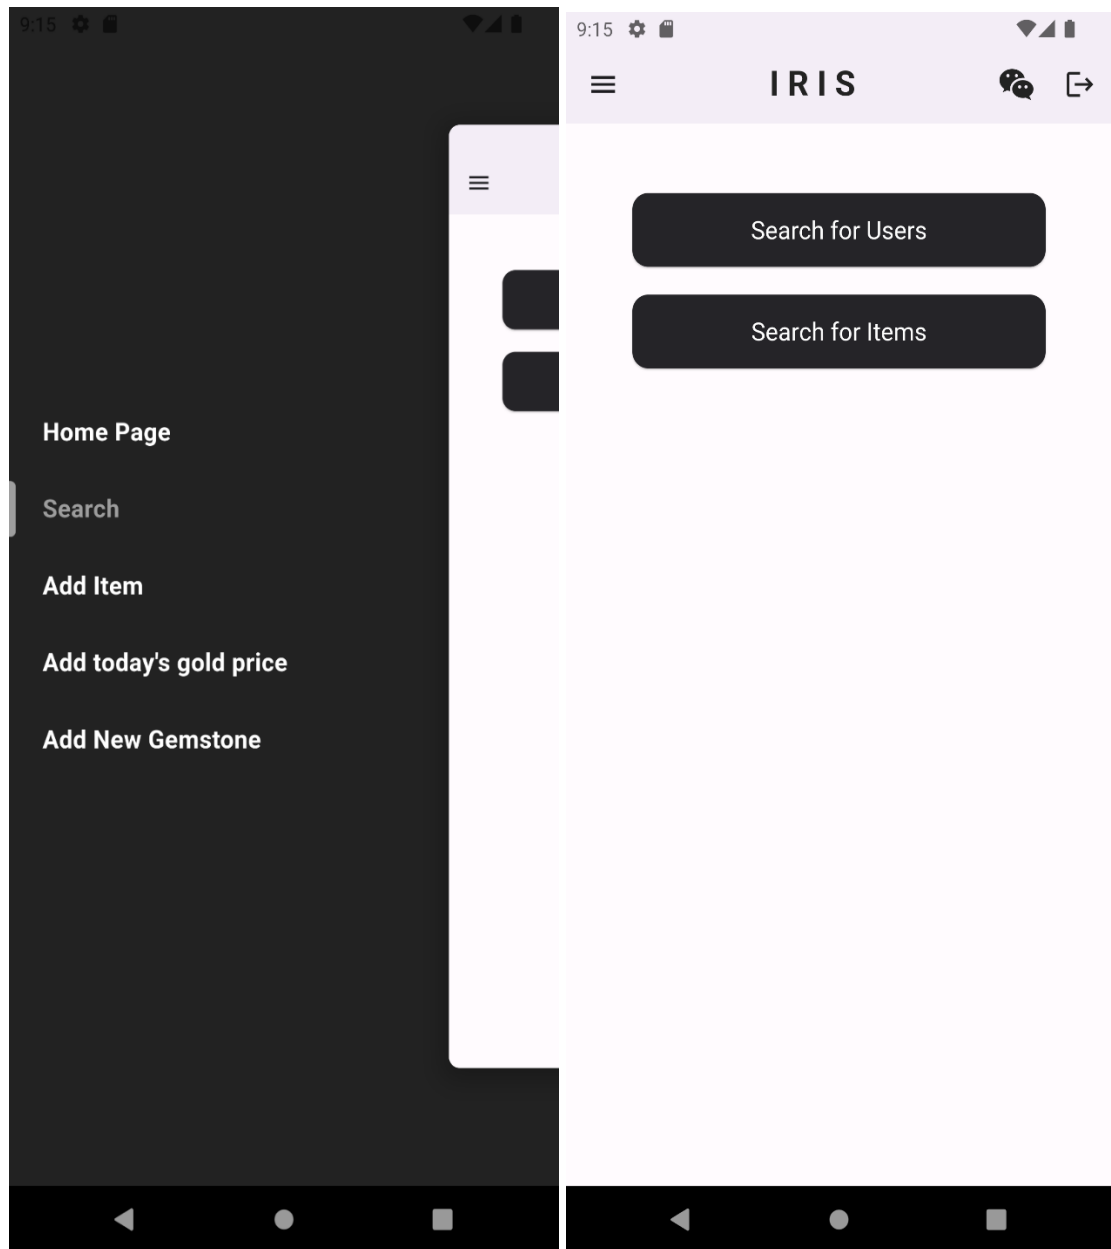 9:15
Home Page
Search
Add Item
Add today's gold price
Add New Gemstone
9:15
IRIS
Search for Users
Search for Items